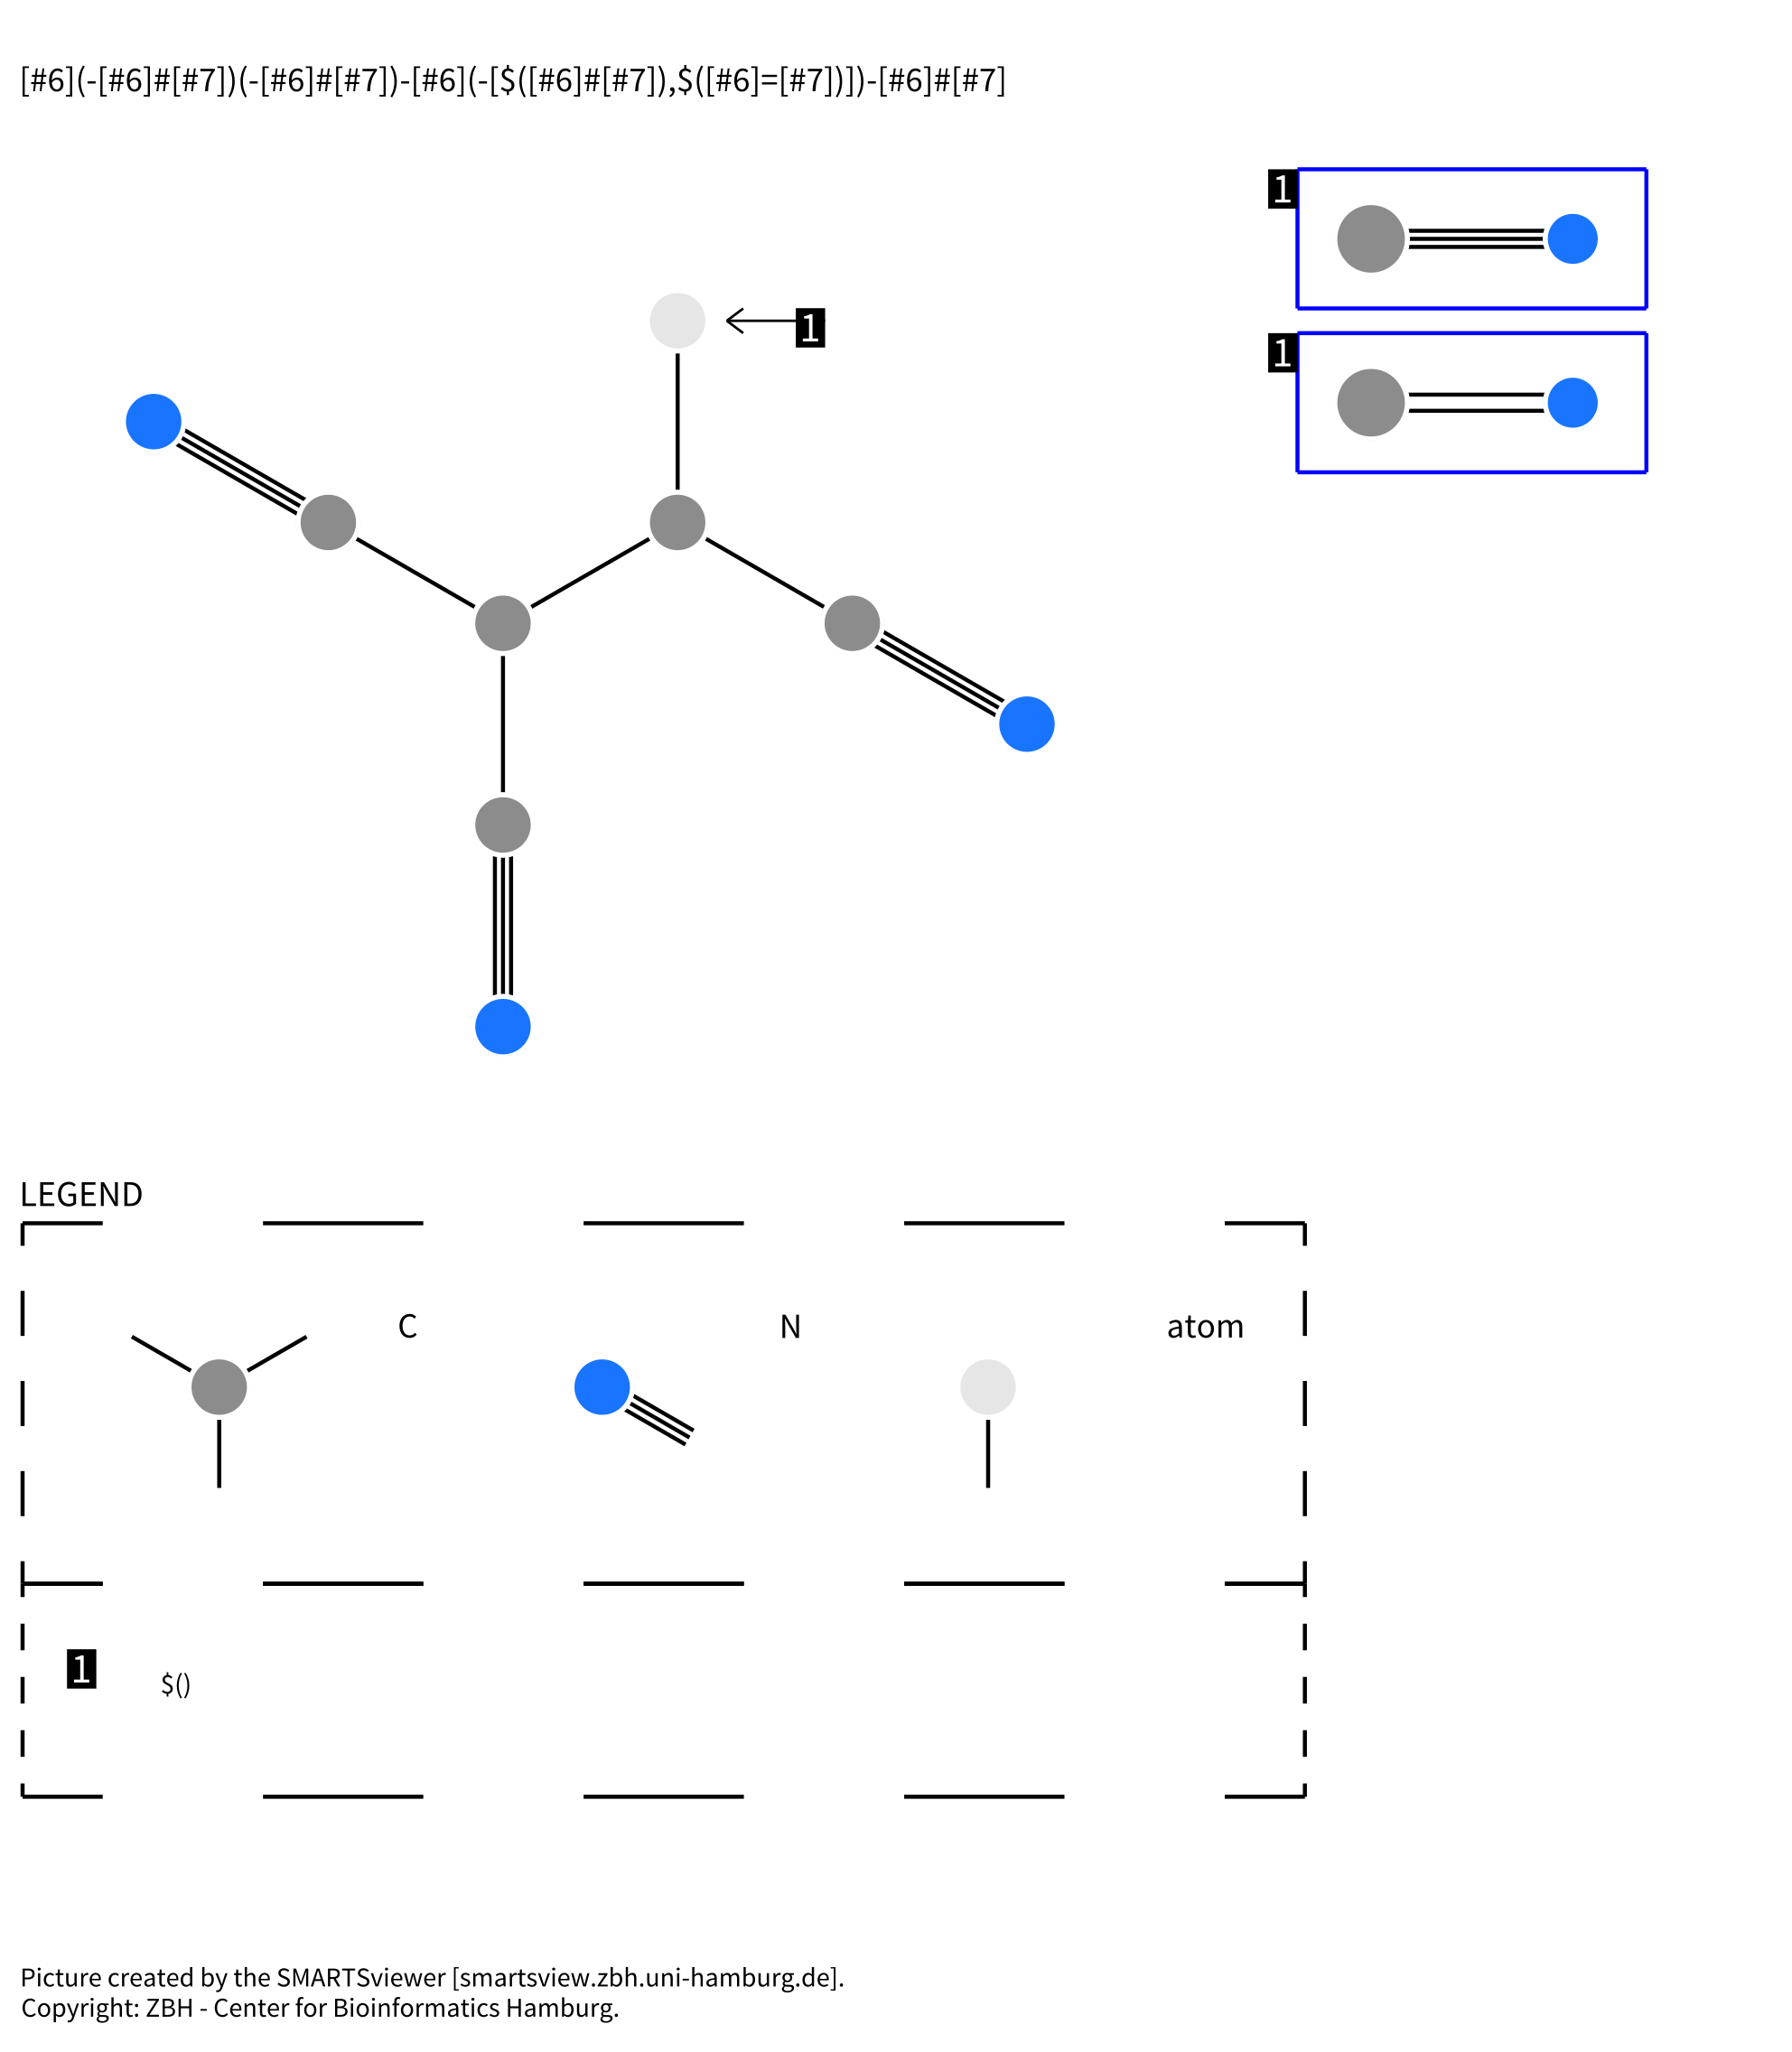 [#6](-[#6]#[#7])(-[#6]#[#7])-[#6](-[$([#6]#[#7]),$([#6]=[#7])])-[#6]#[#7]
1
1
1
LEGEND
C
N
atom
1 $()
Picture created by the SMARTSviewer [smartsview.zbh.uni-hamburg.de].
Copyright: ZBH - Center for Bioinformatics Hamburg.